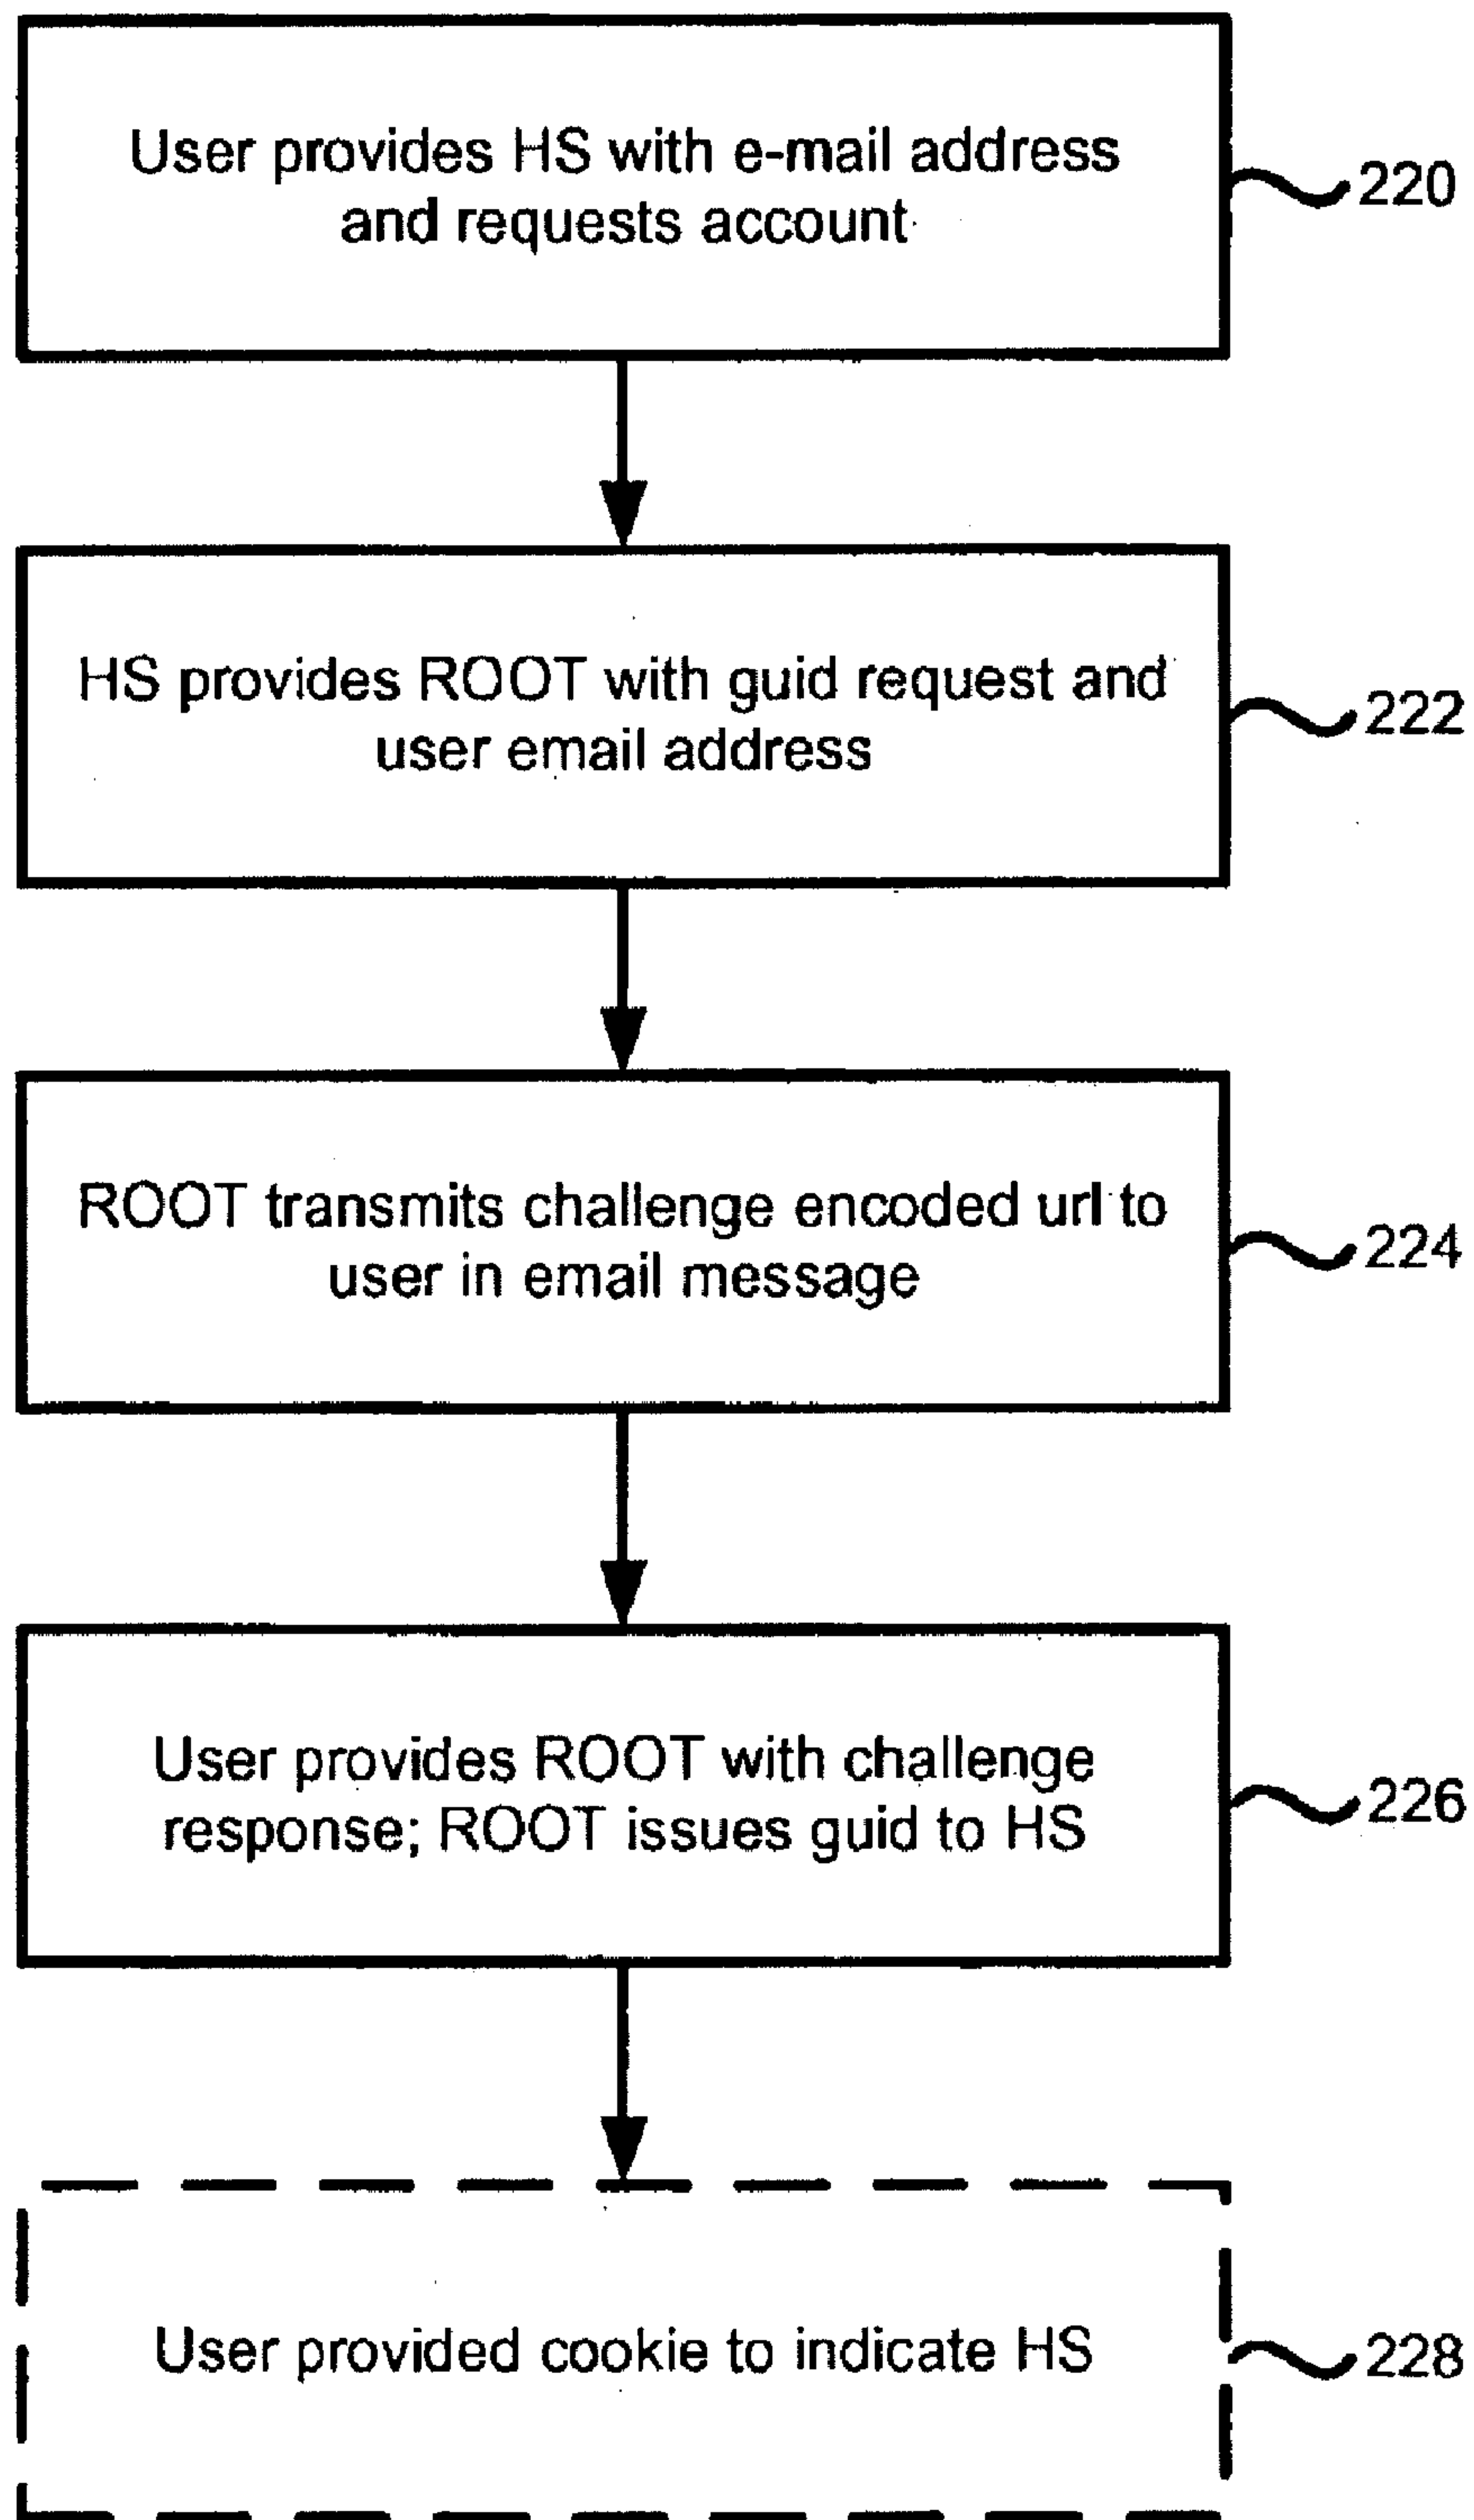 User provides HS with e-mail address
and requests account
220
HS provides ROOT with guid request and
user email address
222
ROOT transmits challenge encoded url to
user in email message
224
User provides ROOT with challenge
response; ROOT issues guid to HS
226
User provided cookie to indicate HS
228